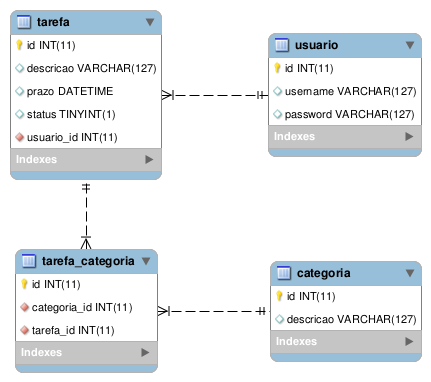 tarefa
id INT(11)
descricao VARCHAR(127)
prazo DATETIME
status TINYINT(1)
usuario_id INT(11)
Indexes
usuario
id INT(11)
username VARCHAR(127)
password VARCHAR(127)
Indexes
tarefa_categoria
id INT(11)
categoria_id INT(11)
tarefa_id INT(11)
Indexes
categoria
id INT(11)
descricao VARCHAR(127)
Indexes